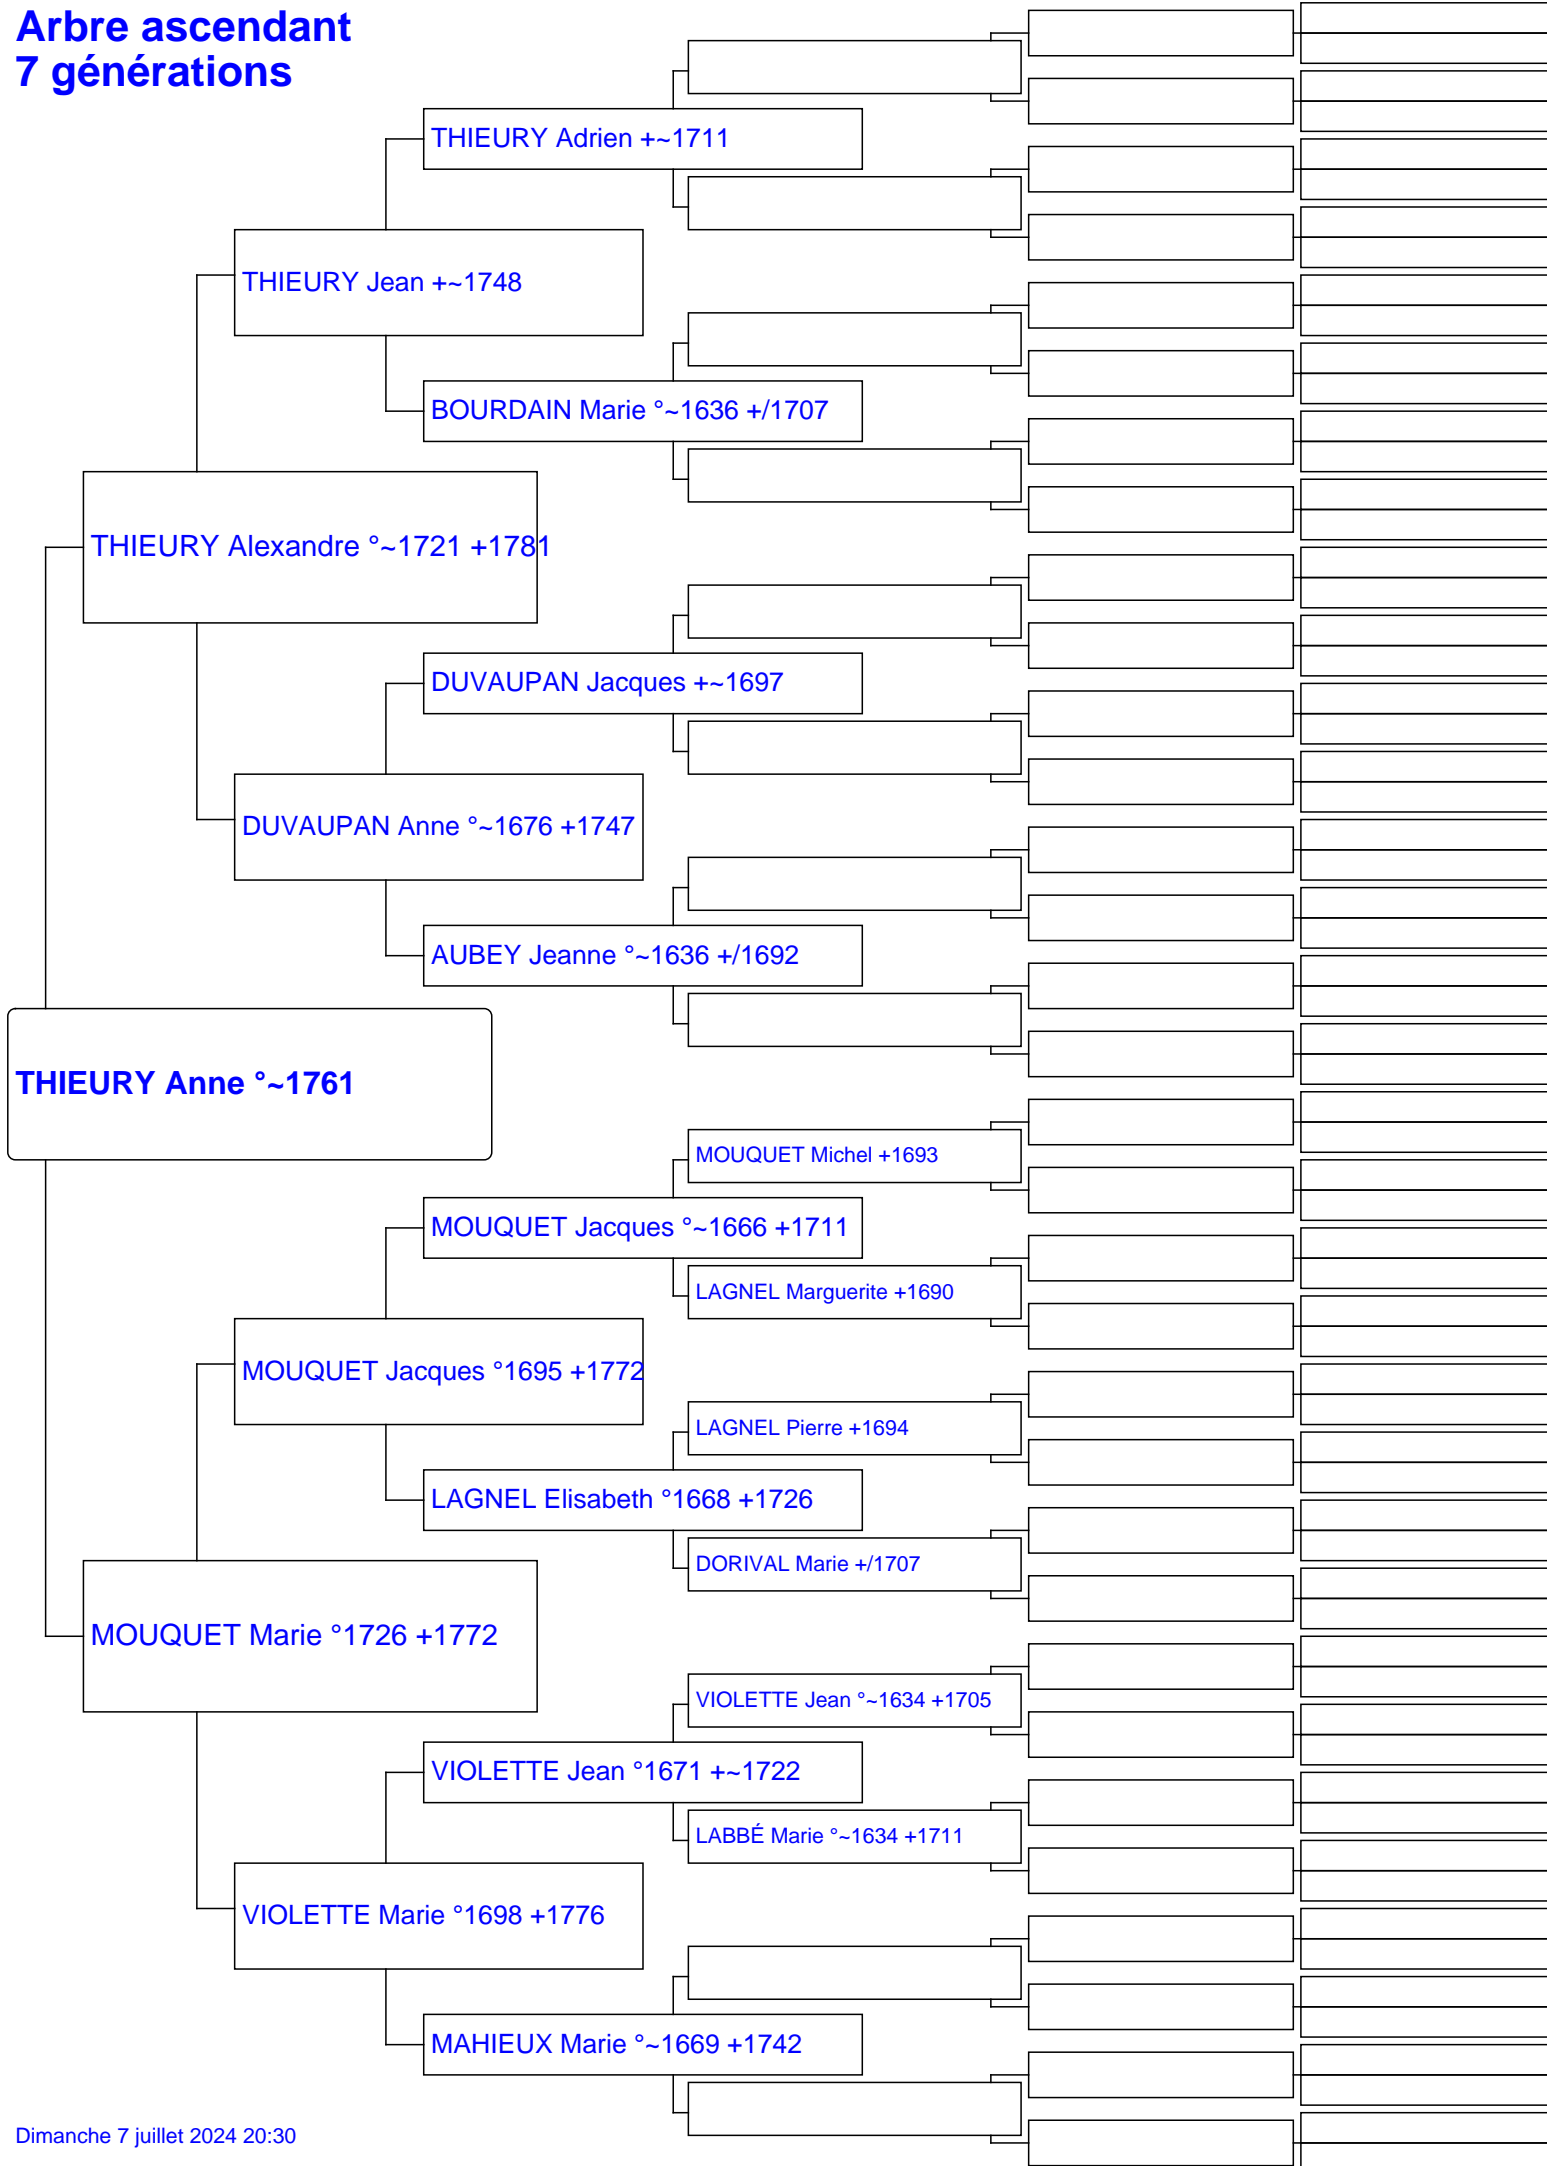 Arbre ascendant
7 générations
THIEURY Adrien +~1711
THIEURY Jean +~1748
BOURDAIN Marie °~1636 +/1707
THIEURY Alexandre °~1721 +1781
DUVAUPAN Jacques +~1697
DUVAUPAN Anne °~1676 +1747
AUBEY Jeanne °~1636 +/1692
THIEURY Anne °~1761
MOUQUET Michel +1693
MOUQUET Jacques °~1666 +1711
LAGNEL Marguerite +1690
MOUQUET Jacques °1695 +1772
LAGNEL Pierre +1694
LAGNEL Elisabeth °1668 +1726
DORIVAL Marie +/1707
MOUQUET Marie °1726 +1772
VIOLETTE Jean °~1634 +1705
VIOLETTE Jean °1671 +~1722
LABBÉ Marie °~1634 +1711
VIOLETTE Marie °1698 +1776
MAHIEUX Marie °~1669 +1742
Dimanche 7 juillet 2024 20:30